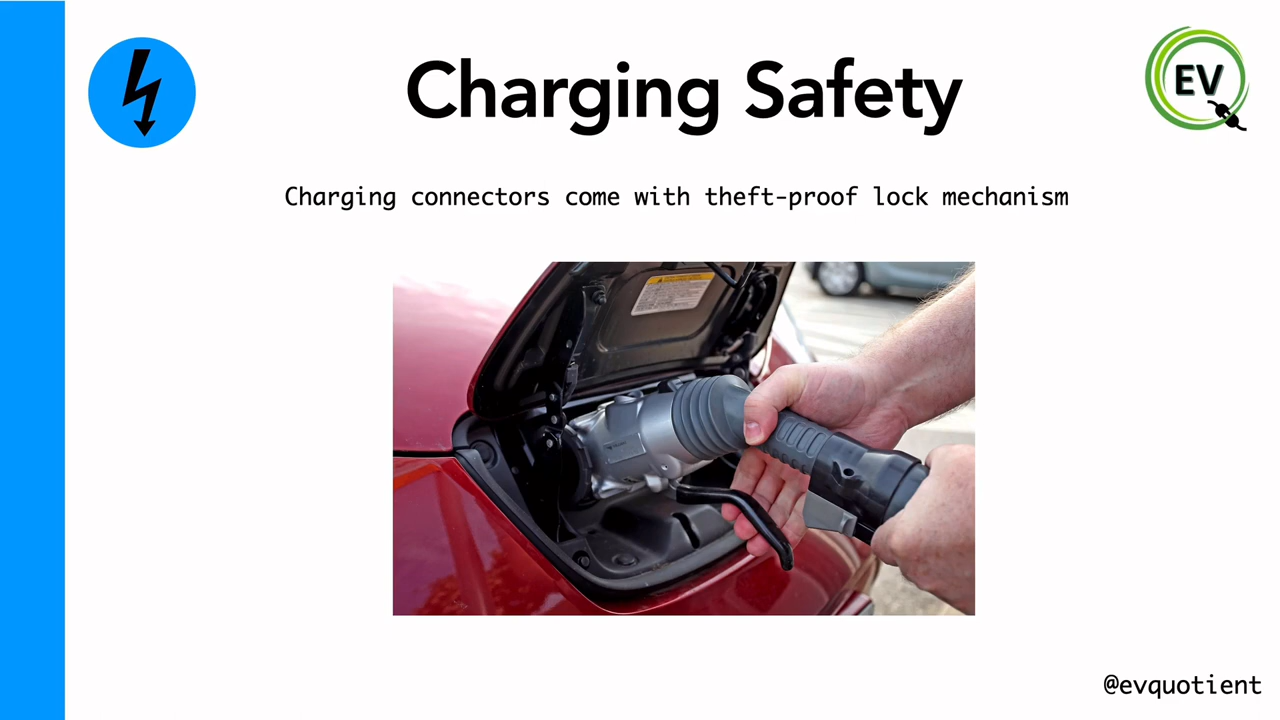 Charging Safety
EV
Charging connectors come with theft-proof lock mechanism
@evquotient